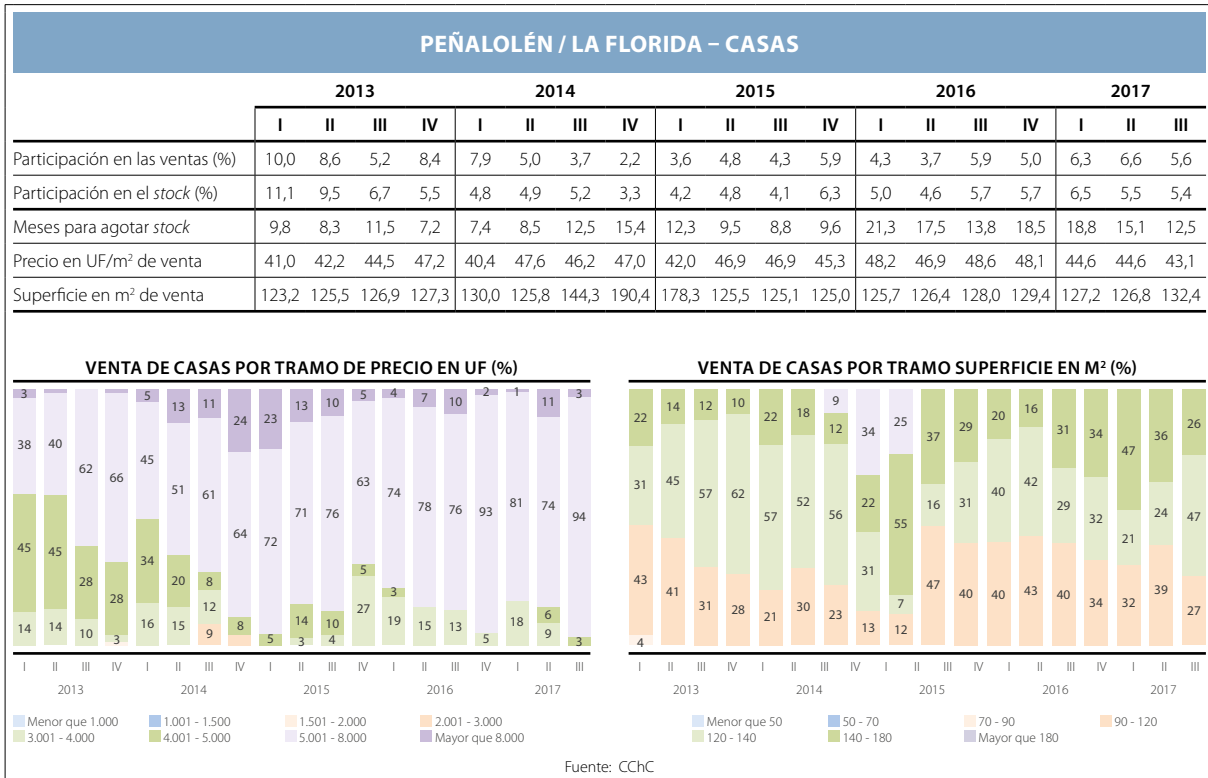 PEÑALOLÉN / LA FLORIDA – CASAS
2013 2014 2015 2016 2017
I II III IV I II III IV I II III IV I II III IV I II III
Participación en las ventas (%) 10,0 8,6 5,2 8,4 7,9 5,0 3,7 2,2 3,6 4,8 4,3 5,9 4,3 3,7 5,9 5,0 6,3 6,6 5,6
Participación en el stock (%) 11,1 9,5 6,7 5,5 4,8 4,9 5,2 3,3 4,2 4,8 4,1 6,3 5,0 4,6 5,7 5,7 6,5 5,5 5,4
Meses para agotar stock 9,8 8,3 11,5 7,2 7,4 8,5 12,5 15,4 12,3 9,5 8,8 9,6 21,3 17,5 13,8 18,5 18,8 15,1 12,5
Precio en UF/m² de venta 41,0 42,2 44,5 47,2 40,4 47,6 46,2 47,0 42,0 46,9 46,9 45,3 48,2 46,9 48,6 48,1 44,6 44,6 43,1
Superficie en m² de venta 123,2 125,5 126,9 127,3 130,0 125,8 144,3 190,4 178,3 125,5 125,1 125,0 125,7 126,4 128,0 129,4 127,2 126,8 132,4
VENTA DE CASAS POR TRAMO DE PRECIO EN UF (%)
3 5 13 11 24 23 13 10 5 4 7 10 2 1 11 3
38 40 62 66 45 51 61 64 72 71 76 63 74 78 76 93 81 74 94
45 45 28 28 34 20 8 8 5 14 10 5 3 6 3
14 14 10 3 16 15 12 3 4 27 19 15 13 5 18 9
9
I II III IV I II III IV I II III IV I II III IV I II III
2013 2014 2015 2016 2017
Menor que 1.000 1.001 - 1.500 1.501 - 2.000 2.001 - 3.000
3.001 - 4.000 4.001 - 5.000 5.001 - 8.000 Mayor que 8.000
VENTA DE CASAS POR TRAMO SUPERFICIE EN M² (%)
9 34 25
22 14 12 10 22 18 12 22 55 37 29 20 16 31 34 47 36 26
31 45 57 62 57 52 56 31 7 16 31 40 42 29 32 21 24 47
43 41 31 28 21 30 23 13 12 47 40 40 43 40 34 32 39 27
4
I II III IV I II III IV I II III IV I II III IV I II III
2013 2014 2015 2016 2017
Menor que 50 50 - 70 70 - 90 90 - 120
120 - 140 140 - 180 Mayor que 180
Fuente: CChC